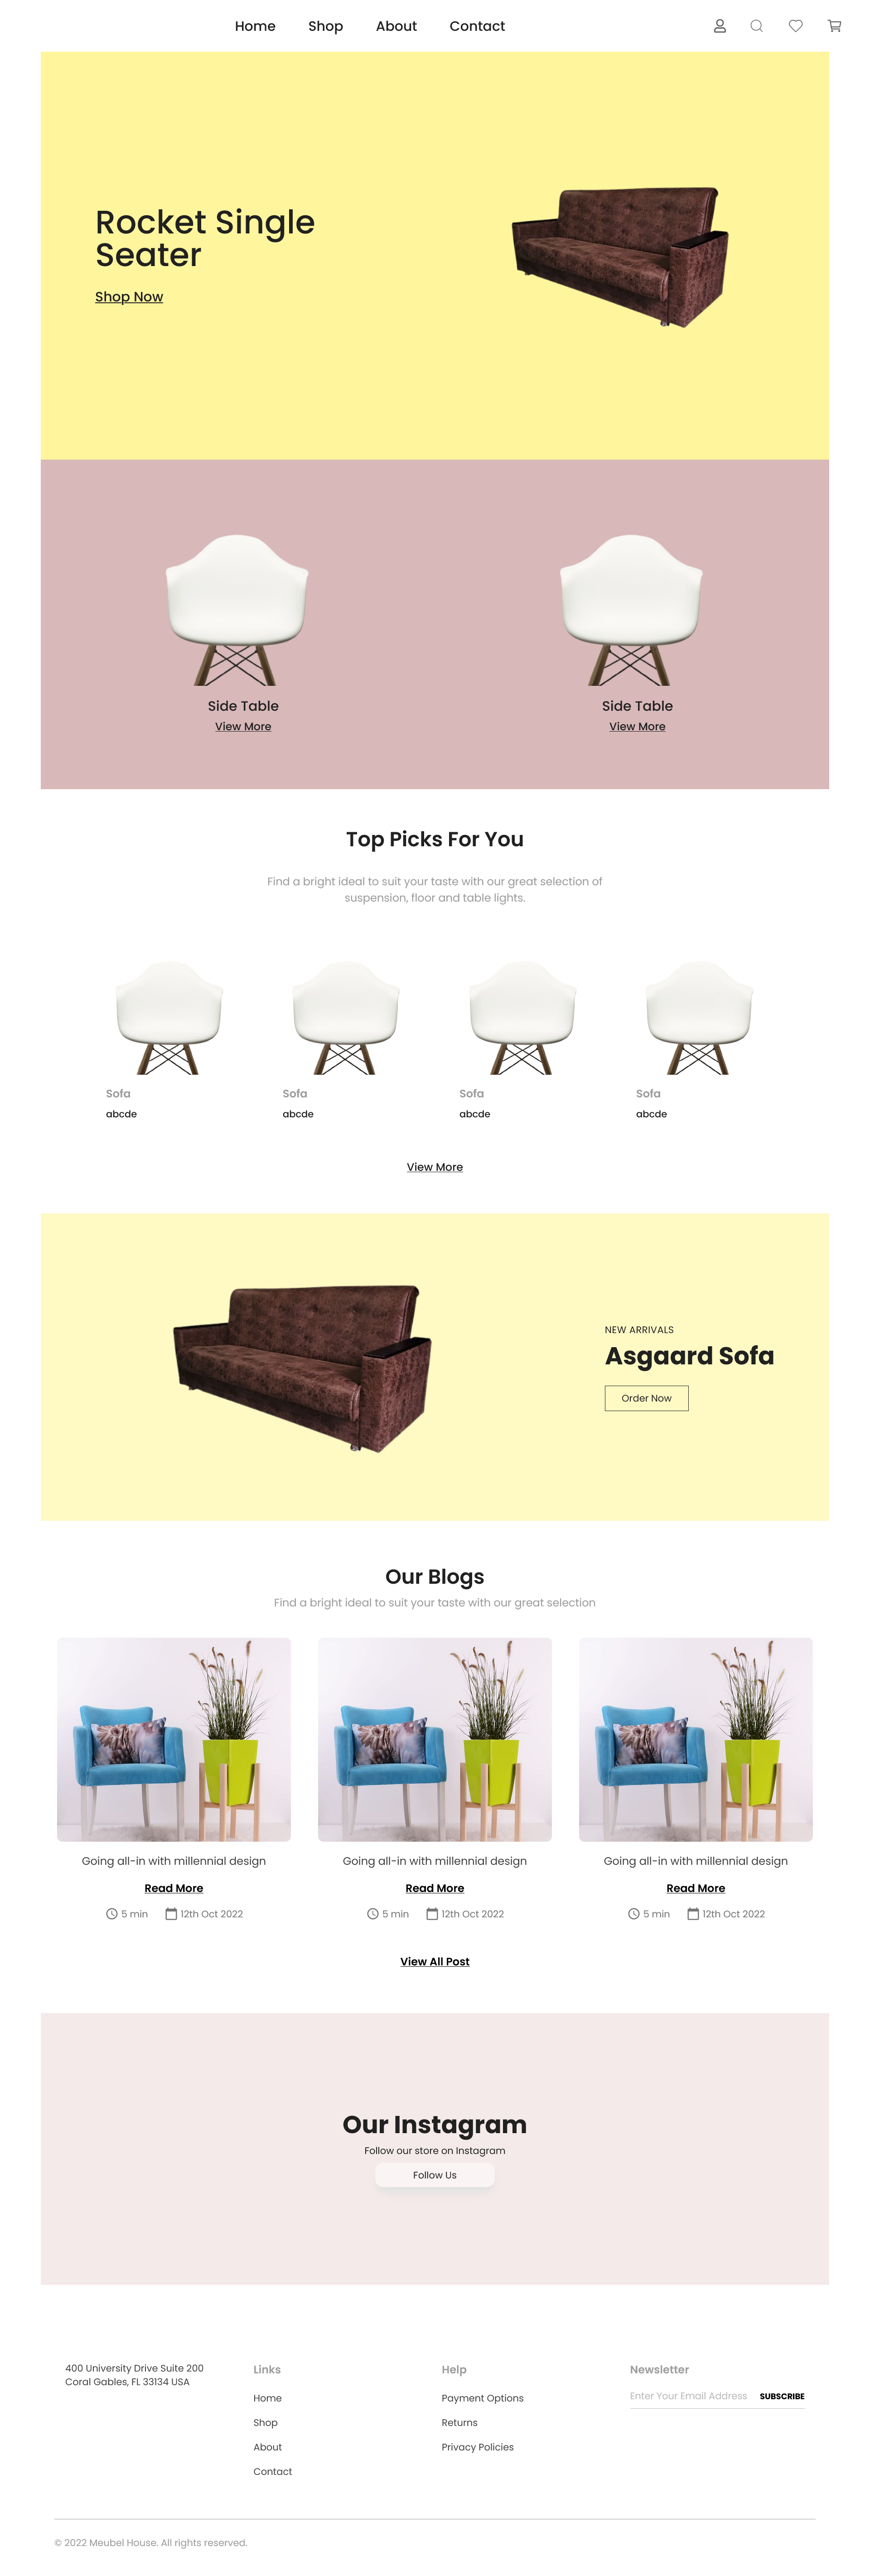 Home Shop About Contact
Rocket Single
Seater
Shop Now
Side Table
View More
Side Table
View More
Top Picks For You
Find a bright ideal to suit your taste with our great selection of
suspension, floor and table lights.
Sofa
abcde
Sofa
abcde
Sofa
abcde
Sofa
abcde
View More
NEW ARRIVALS
Asgaard Sofa
Order Now
Our Blogs
Find a bright ideal to suit your taste with our great selection
Going all-in with millennial design
Read More
5 min 12th Oct 2022
Going all-in with millennial design
Read More
5 min 12th Oct 2022
Going all-in with millennial design
Read More
5 min 12th Oct 2022
View All Post
Our Instagram
Follow our store on Instagram
Follow Us
400 University Drive Suite 200
Coral Gables, FL 33134 USA
Links
Home
Shop
About
Contact
Help
Payment Options
Returns
Privacy Policies
Newsletter
Enter Your Email Address SUBSCRIBE
© 2022 Meubel House. All rights reserved.